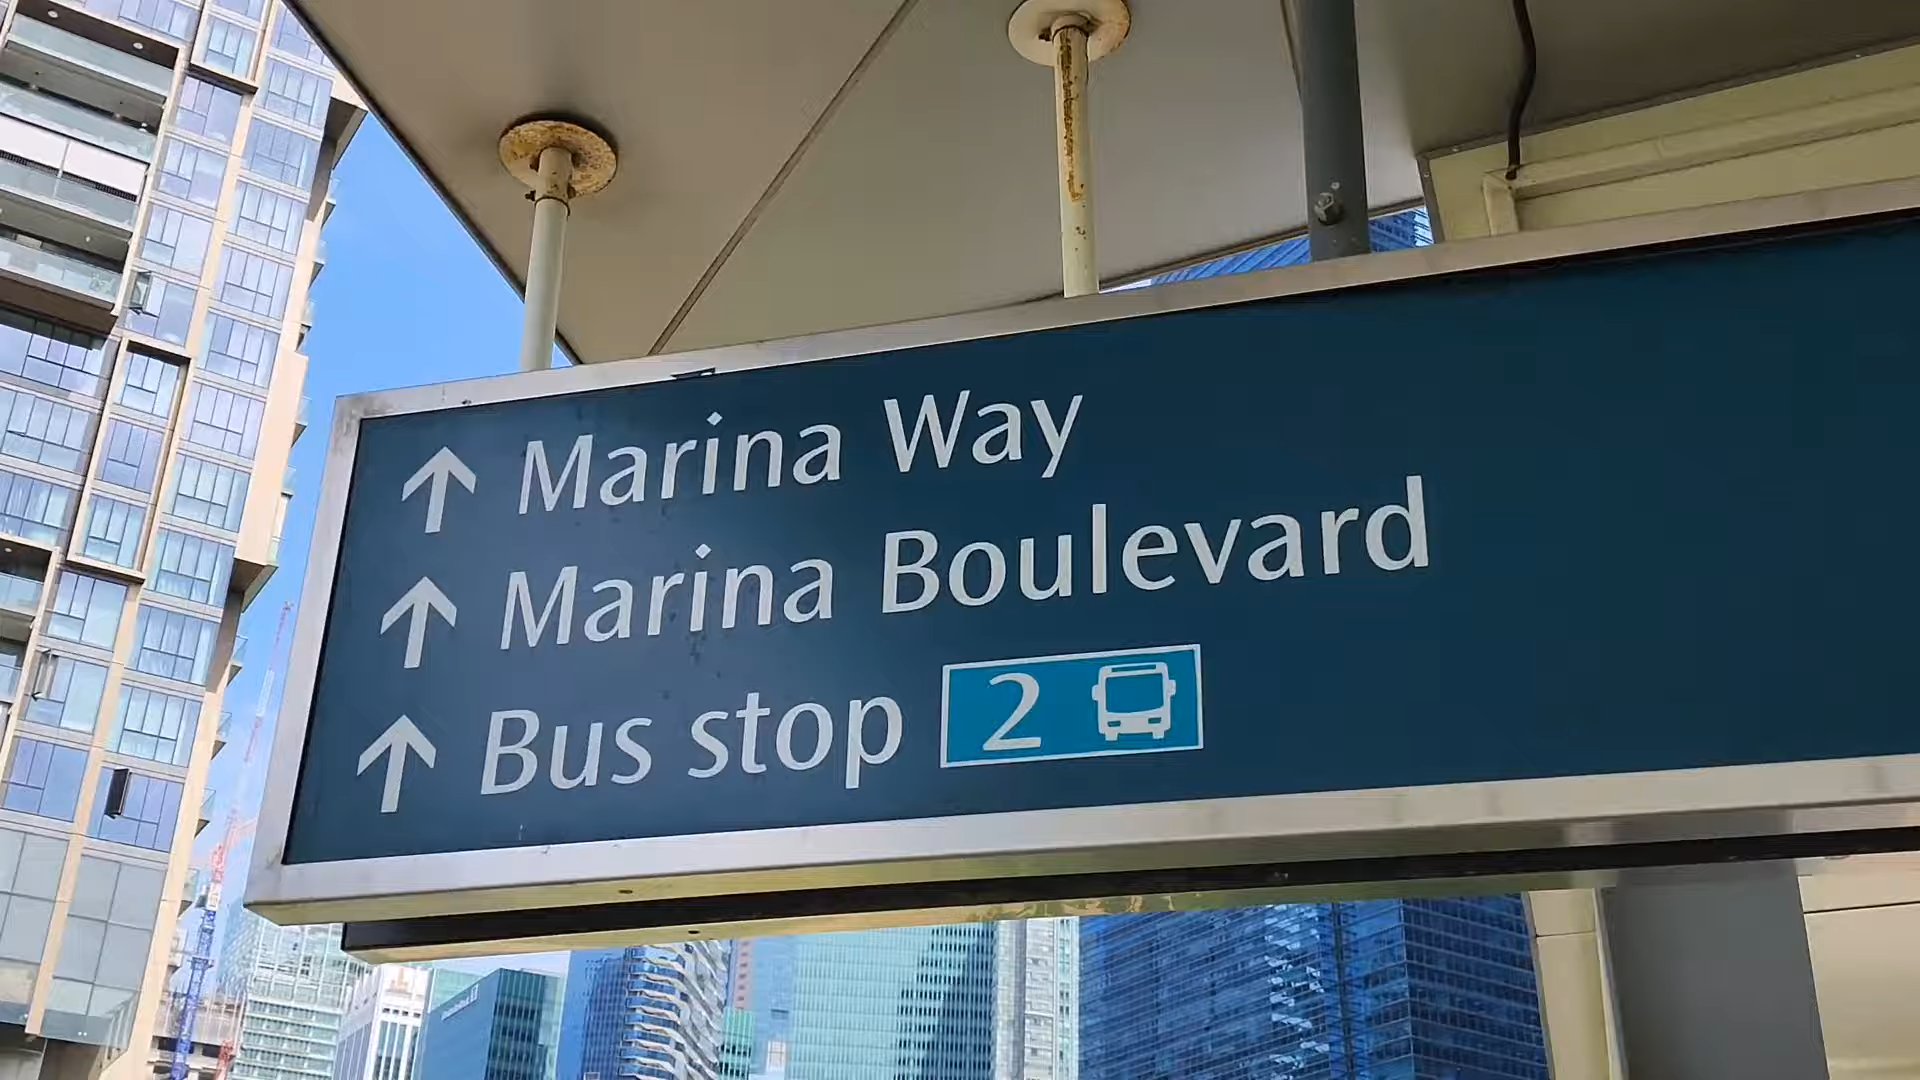 ↑ Marina Way
↑ Marina Boulevard
↑ Bus stop 2